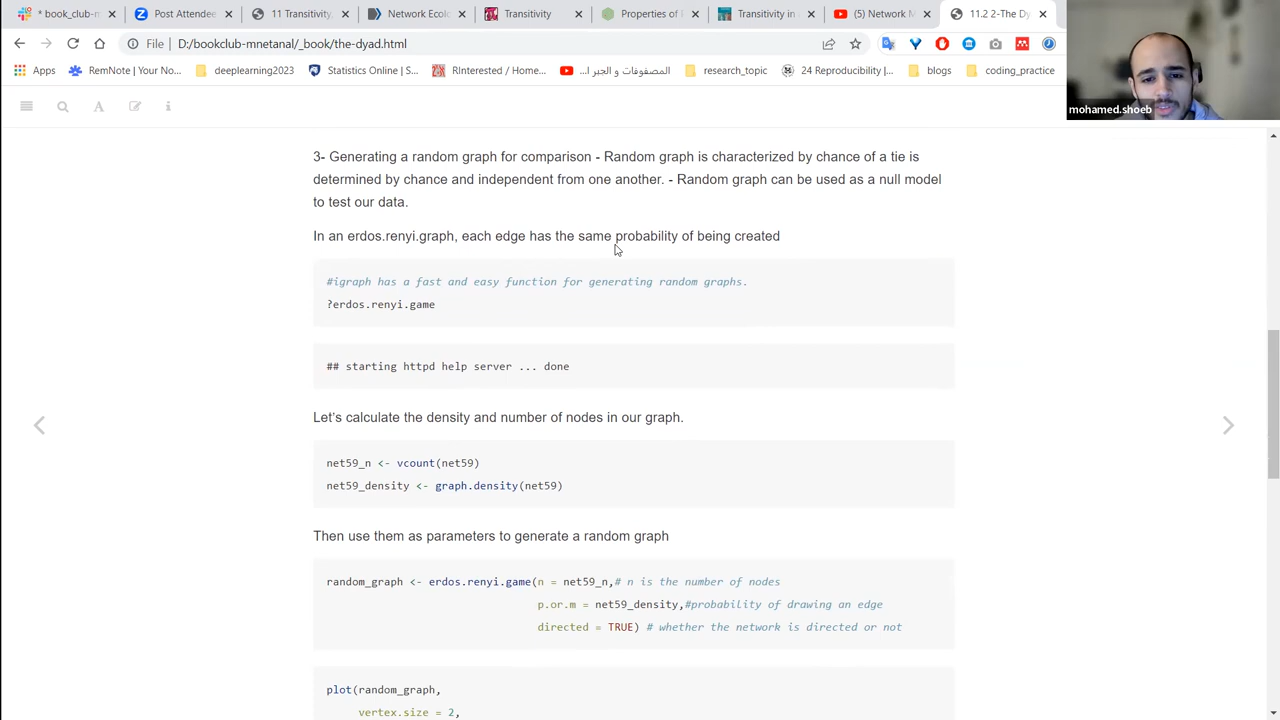 * book_club-n
Post Attendee
11 Transitivity,
Network Ecolo
Transitivity
Properties of
Transitivity in
(5) Network M
11.2 2-The Dy
File D:/bookclubmnetanal/_book/the-dyad.html
Apps RemNote | Your No... deeplearning2023 Statistics Online | S... RInterested / Home... المصفوفات و الجبر ا... research_topic 24 Reproducibility |... blogs coding_practice
mohamed.shoeb
3- Generating a random graph for comparison - Random graph is characterized by chance of a tie is
determined by chance and independent from one another. - Random graph can be used as a null model
to test our data.
In an erdos.renyi.graph, each edge has the same probability of being created
#igraph has a fast and easy function for generating random graphs.
?erdos.renyi.game
## starting httpd help server ... done
Let's calculate the density and number of nodes in our graph.
net59_n <- vcount(net59)
net59_density <- graph.density(net59)
Then use them as parameters to generate a random graph
random_graph <- erdos.renyi.game(n = net59_n,# n is the number of nodes
p.or.m = net59_density,#probability of drawing an edge
directed = TRUE) # whether the network is directed or not
plot(random_graph,
vertex.size = 2,